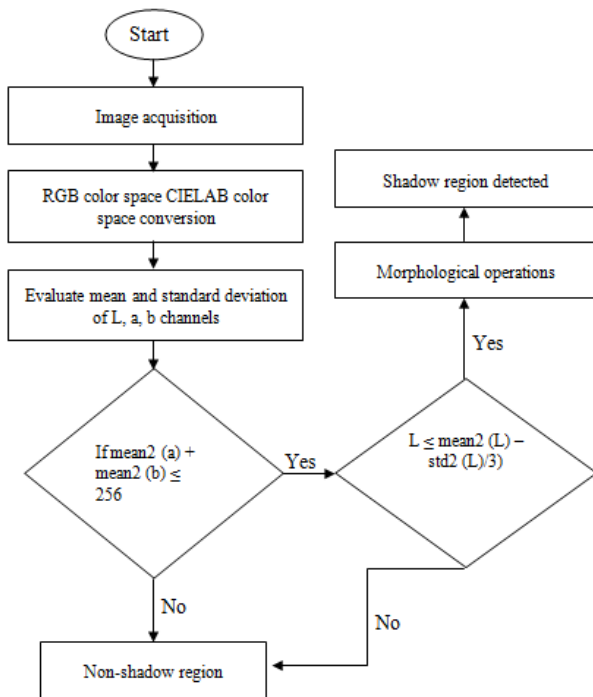 Start
Image acquisition
RGB color space CIELAB color
space conversion
Evaluate mean and standard deviation
of L, a, b channels
If mean2 (a) +
mean2 (b) ≤
256
Yes
No
Non-shadow region
L ≤ mean2 (L) –
std2 (L)/3)
No
Yes
Morphological operations
Shadow region detected